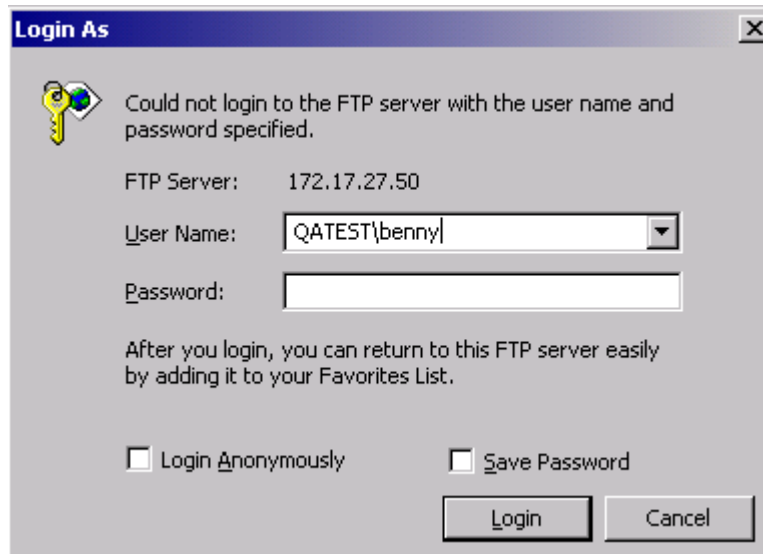 Login As
Could not login to the FTP server with the user name and
password specified.
FTP Server: 172.17.27.50
User Name: QATEST\benny
Password:
After you login, you can return to this FTP server easily
by adding it to your Favorites List.
Login Anonymously Save Password
Login Cancel